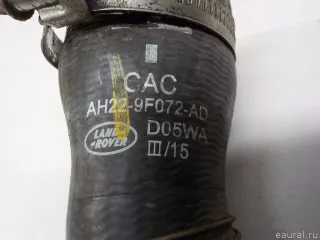 CAC
AH22-9F072-AD
LAND ROVER
D05WA
III/15
eaural.ru